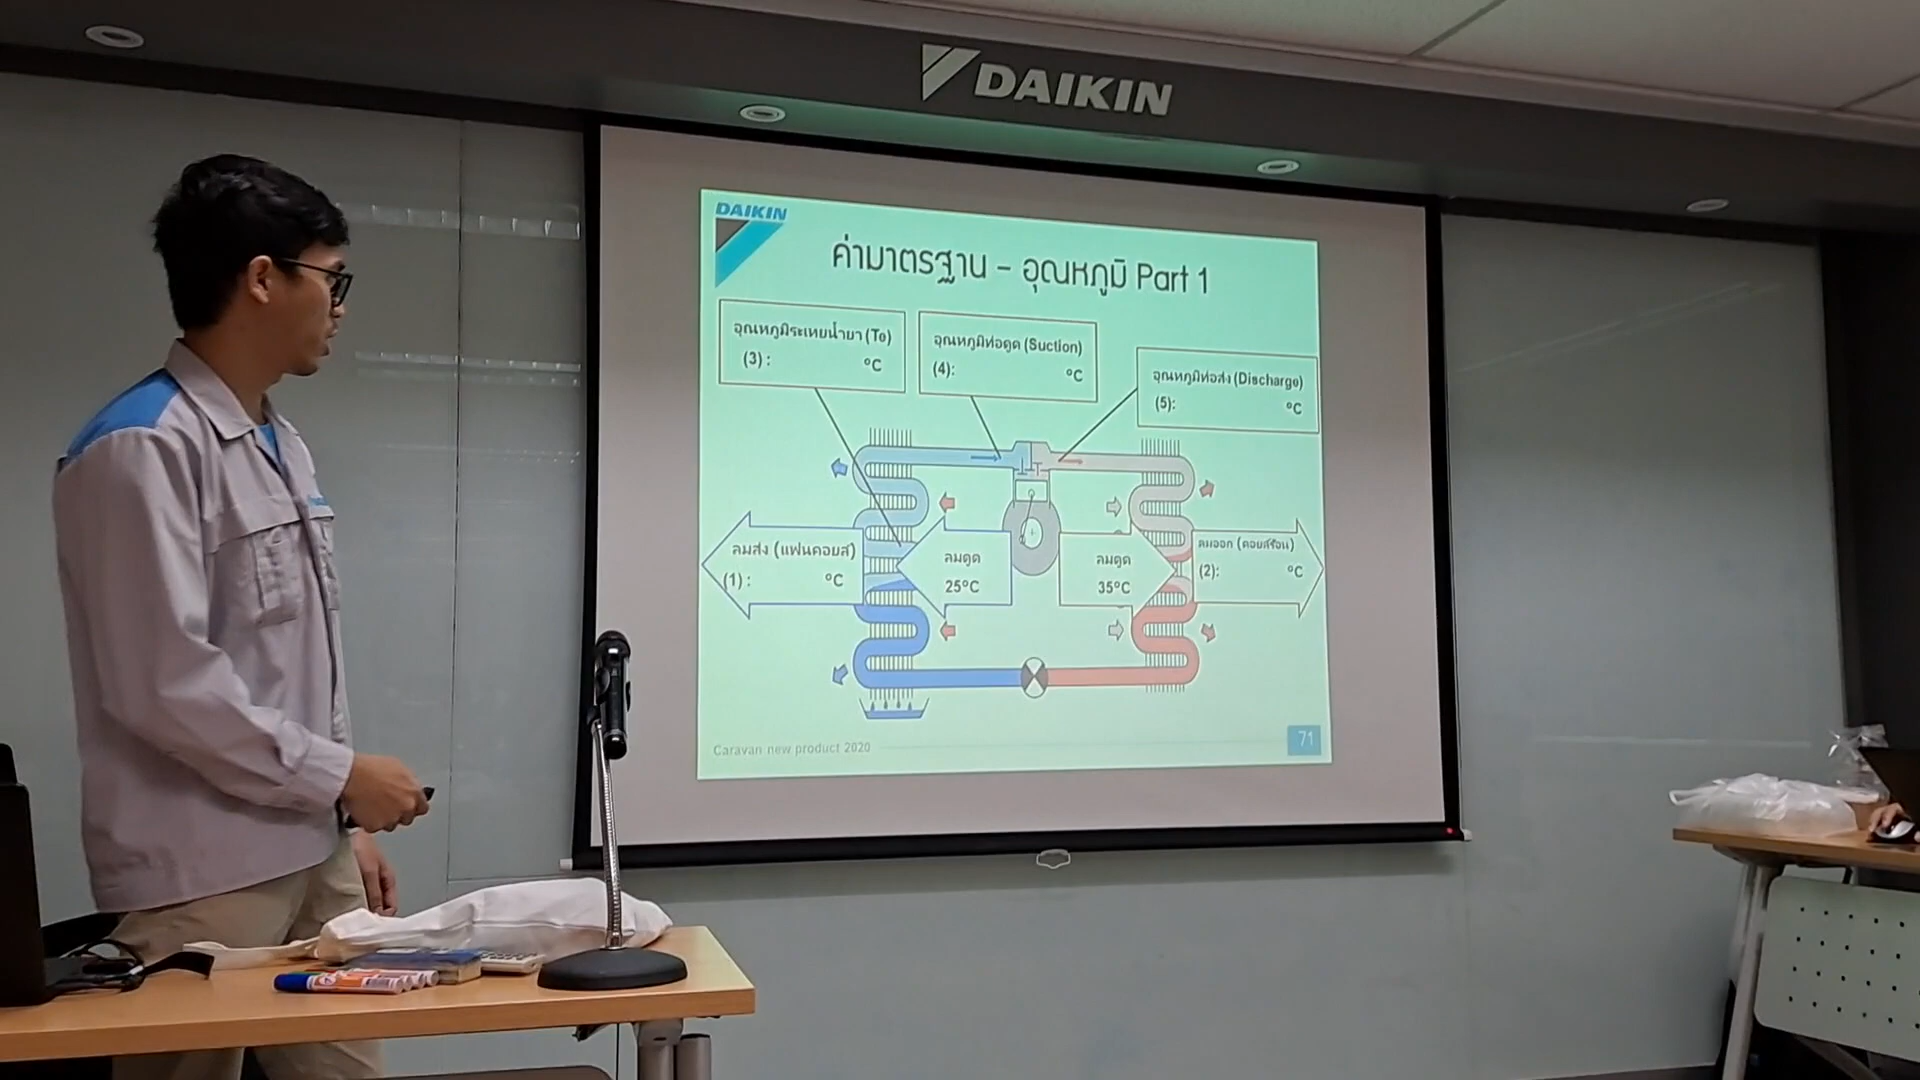 DAIKIN
DAIKIN
ค่ามาตรฐาน - อุณหภูมิ Part 1
อุณหภูมิระเหยน้ำยา (Te)
(3) : °C
อุณหภูมิท่อดูด (Suction)
(4): °C
อุณหภูมิท่อส่ง (Discharge)
(5): °C
ลมส่ง (แฟนคอยล์)
(1) : °C
ลมดูด
25°C
ลมดูด
35°C
ลมออก (คอยล์ร้อน)
(2): °C
Caravan new product 2020
71